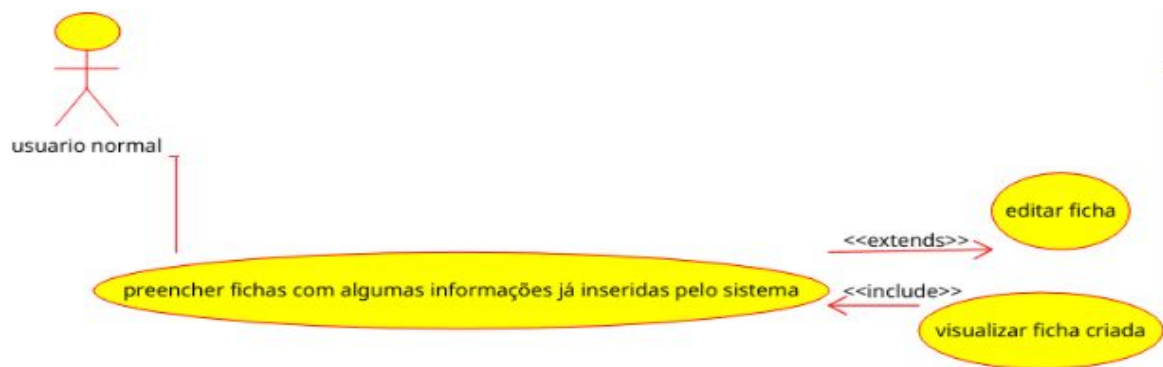 usuario normal
editar ficha
<<extends>>
preencher fichas com algumas informações já inseridas pelo sistema
<<include>>
visualizar ficha criada